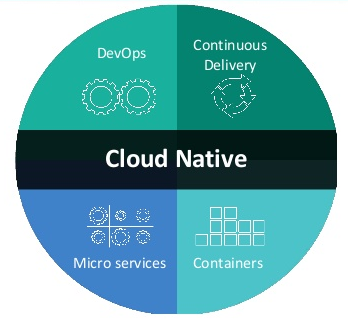 DevOps
Continuous
Delivery
Cloud Native
Micro services
Containers